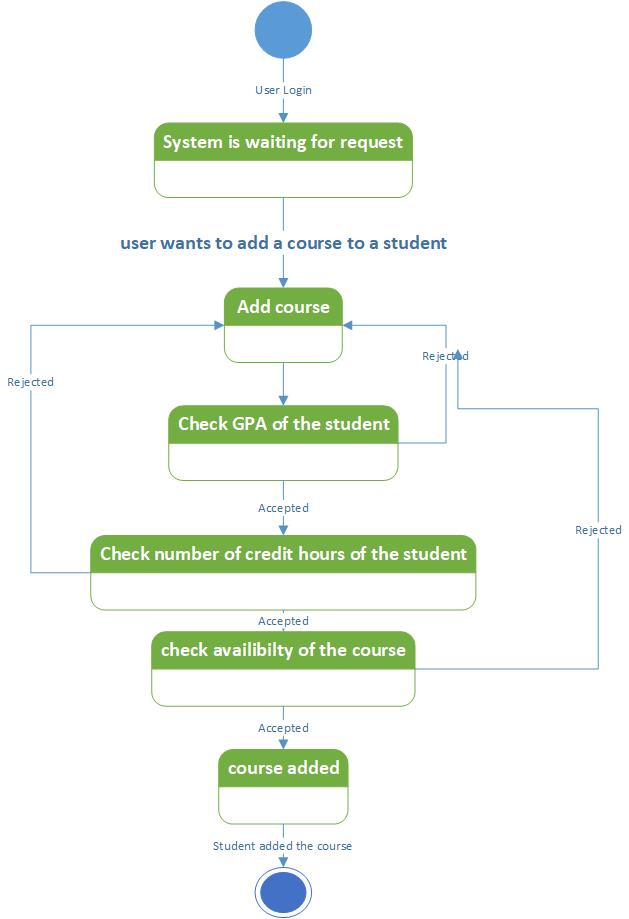 User Login
System is waiting for request
user wants to add a course to a student
Add course
Rejected
Rejected
Check GPA of the student
Accepted
Rejected
Check number of credit hours of the student
Accepted
check availibilty of the course
Accepted
course added
Student added the course